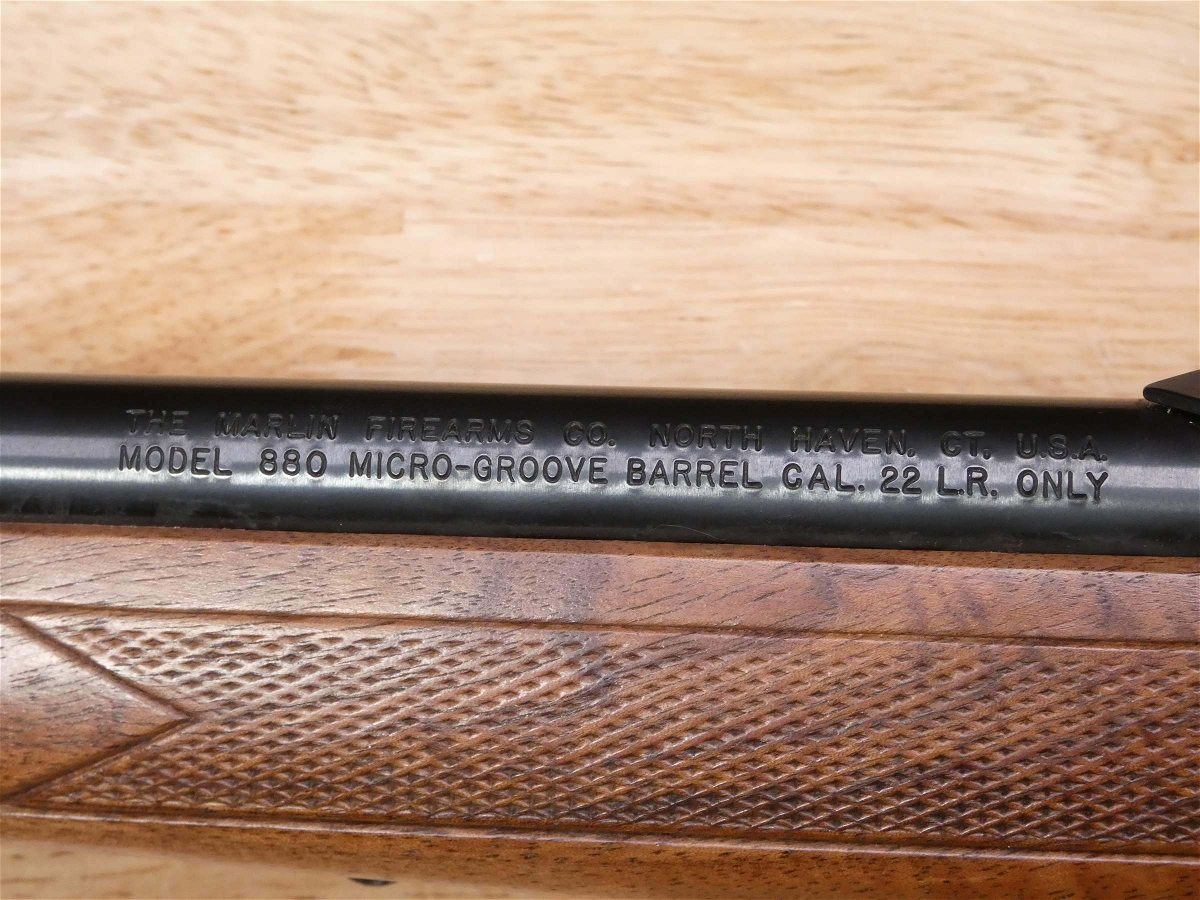 THE MARLIN FIREARMS CO. NORTH HAVEN, CT. U.S.A.
MODEL 880 MICRO-GROOVE BARREL CAL. 22 L.R. ONLY